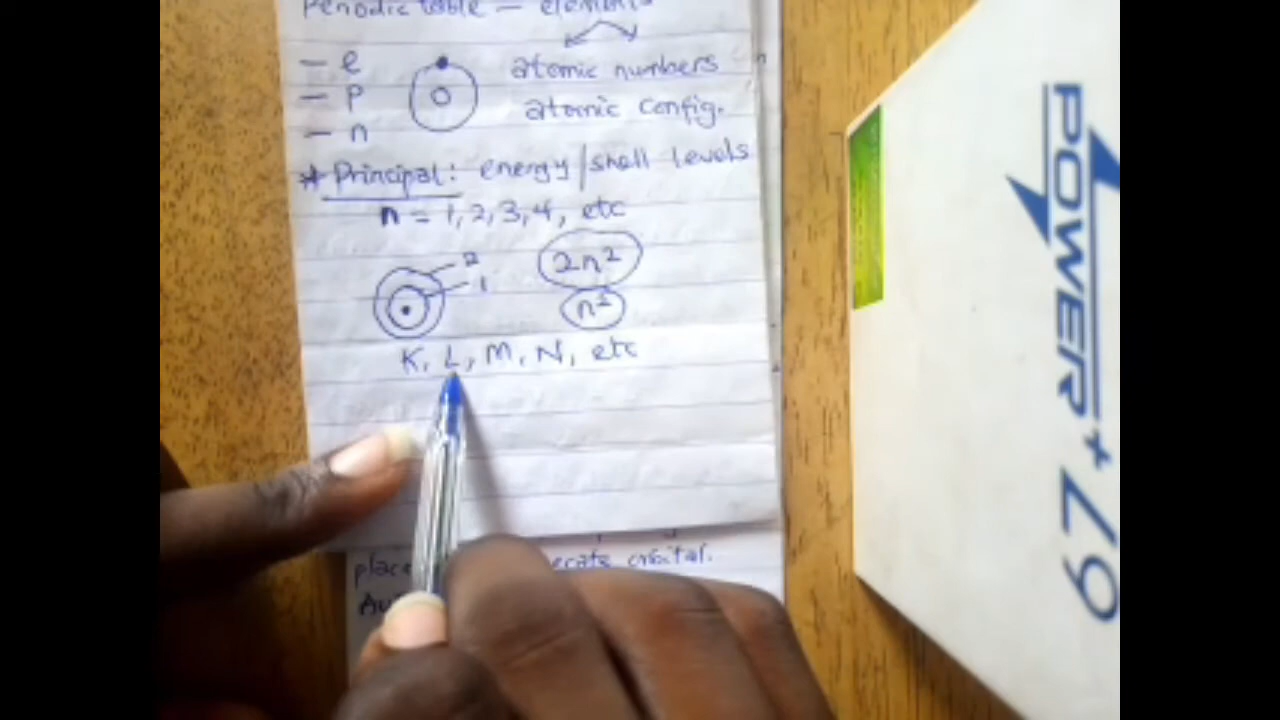 Periodic table — elements
— e
atomic numbers
— p
atomic config.
— n
* Principal: energy/shell levels
n = 1, 2, 3, 4, etc
2
1
2n²
n²
K, L, M, N, etc
orbital.
POWER+ L9